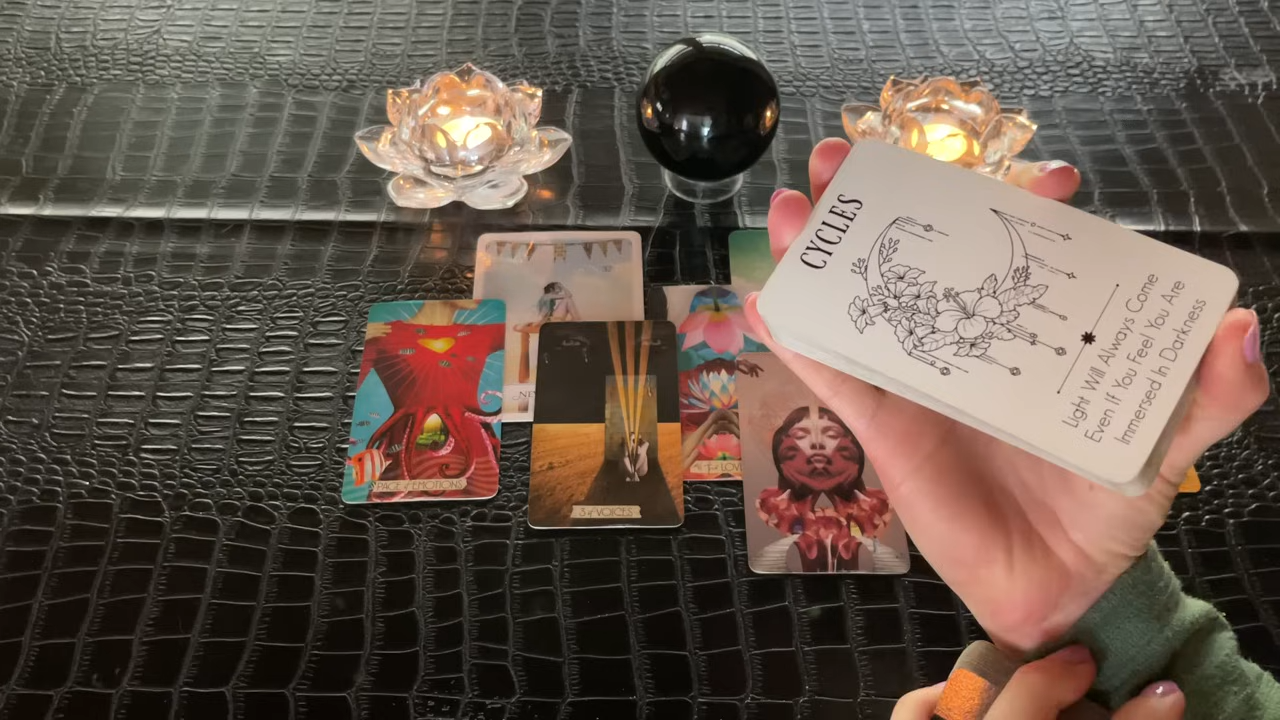 CYCLES
Light Will Always Come
Even If You Feel You Are
Immersed In Darkness
PAGE of EMOTIONS
3 of VOICES